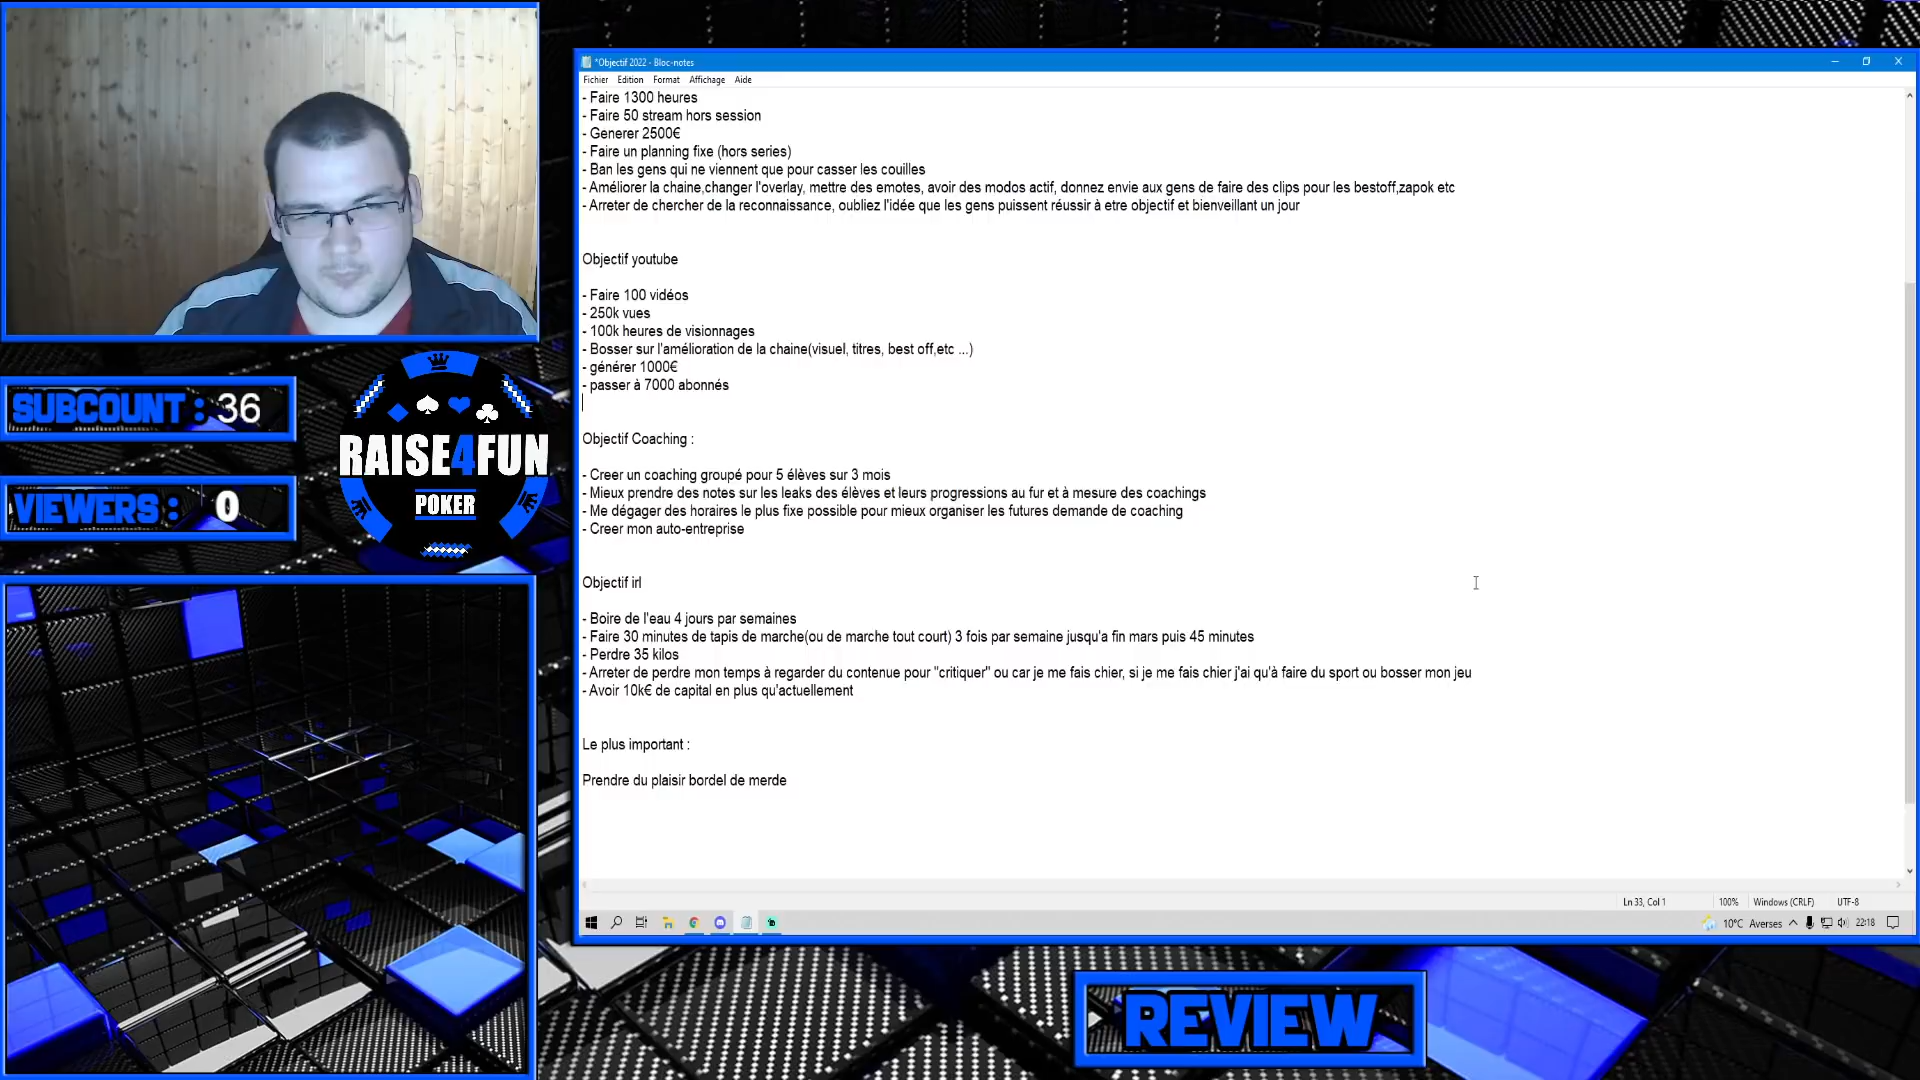 *Objectif 2022 - Bloc-notes
Fichier Edition Format Affichage Aide
- Faire 1300 heures
- Faire 50 stream hors session
- Generer 2500€
- Faire un planning fixe (hors series)
- Ban les gens qui ne viennent que pour casser les couilles
- Améliorer la chaine,changer l'overlay, mettre des emotes, avoir des modos actif, donnez envie aux gens de faire des clips pour les bestoff,zapok etc
- Arreter de chercher de la reconnaissance, oubliez l'idée que les gens puissent réussir à etre objectif et bienveillant un jour
Objectif youtube
- Faire 100 vidéos
- 250k vues
- 100k heures de visionnages
- Bosser sur l'amélioration de la chaine(visuel, titres, best off,etc ...)
- générer 1000€
- passer à 7000 abonnés
Objectif Coaching :
- Creer un coaching groupé pour 5 élèves sur 3 mois
- Mieux prendre des notes sur les leaks des élèves et leurs progressions au fur et à mesure des coachings
- Me dégager des horaires le plus fixe possible pour mieux organiser les futures demande de coaching
- Creer mon auto-entreprise
Objectif irl
- Boire de l'eau 4 jours par semaines
- Faire 30 minutes de tapis de marche(ou de marche tout court) 3 fois par semaine jusqu'a fin mars puis 45 minutes
- Perdre 35 kilos
- Arreter de perdre mon temps à regarder du contenue pour "critiquer" ou car je me fais chier, si je me fais chier j'ai qu'à faire du sport ou bosser mon jeu
- Avoir 10k€ de capital en plus qu'actuellement
Le plus important :
Prendre du plaisir bordel de merde
Ln 33, Col 1 100% Windows (CRLF) UTF-8
10°C Averses 22:18
SUBCOUNT : 36
VIEWERS : 0
RAISE4FUN
POKER
REVIEW